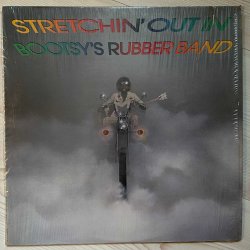 STRETCHIN' OUT IN
BOOTSY'S RUBBER BAND